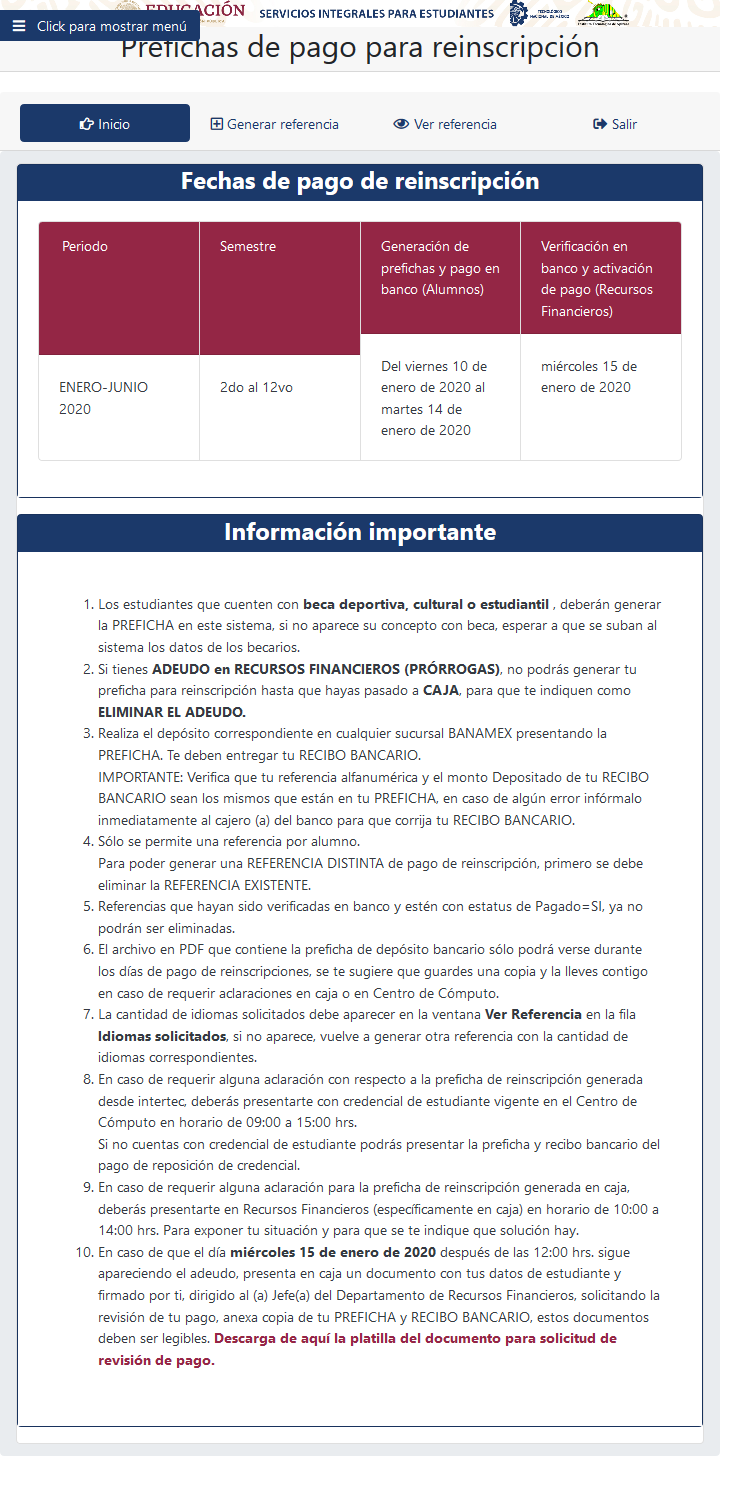 EDUCACIÓN
SERVICIOS INTEGRALES PARA ESTUDIANTES
TECNOLÓGICO
NACIONAL DE MÉXICO
Click para mostrar menú
Prefichas de pago para reinscripción
Inicio
Generar referencia
Ver referencia
Salir
Fechas de pago de reinscripción
Periodo
Semestre
Generación de
prefichas y pago en
banco (Alumnos)
Verificación en
banco y activación
de pago (Recursos
Financieros)
ENERO-JUNIO
2020
2do al 12vo
Del viernes 10 de
enero de 2020 al
martes 14 de
enero de 2020
miércoles 15 de
enero de 2020
Información importante
1. Los estudiantes que cuenten con beca deportiva, cultural o estudiantil , deberán generar
la PREFICHA en este sistema, si no aparece su concepto con beca, esperar a que se suban al
sistema los datos de los becarios.
2. Si tienes ADEUDO en RECURSOS FINANCIEROS (PRÓRROGAS), no podrás generar tu
preficha para reinscripción hasta que hayas pasado a CAJA, para que te indiquen como
ELIMINAR EL ADEUDO.
3. Realiza el depósito correspondiente en cualquier sucursal BANAMEX presentando la
PREFICHA. Te deben entregar tu RECIBO BANCARIO.
IMPORTANTE: Verifica que tu referencia alfanumérica y el monto Depositado de tu RECIBO
BANCARIO sean los mismos que están en tu PREFICHA, en caso de algún error infórmalo
inmediatamente al cajero (a) del banco para que corrija tu RECIBO BANCARIO.
4. Sólo se permite una referencia por alumno.
Para poder generar una REFERENCIA DISTINTA de pago de reinscripción, primero se debe
eliminar la REFERENCIA EXISTENTE.
5. Referencias que hayan sido verificadas en banco y estén con estatus de Pagado=SI, ya no
podrán ser eliminadas.
6. El archivo en PDF que contiene la preficha de depósito bancario sólo podrá verse durante
los días de pago de reinscripciones, se te sugiere que guardes una copia y la lleves contigo
en caso de requerir aclaraciones en caja o en Centro de Cómputo.
7. La cantidad de idiomas solicitados debe aparecer en la ventana Ver Referencia en la fila
Idiomas solicitados, si no aparece, vuelve a generar otra referencia con la cantidad de
idiomas correspondientes.
8. En caso de requerir alguna aclaración con respecto a la preficha de reinscripción generada
desde intertec, deberás presentarte con credencial de estudiante vigente en el Centro de
Cómputo en horario de 09:00 a 15:00 hrs.
Si no cuentas con credencial de estudiante podrás presentar la preficha y recibo bancario del
pago de reposición de credencial.
9. En caso de requerir alguna aclaración para la preficha de reinscripción generada en caja,
deberás presentarte en Recursos Financieros (específicamente en caja) en horario de 10:00 a
14:00 hrs. Para exponer tu situación y para que se te indique que solución hay.
10. En caso de que el día miércoles 15 de enero de 2020 después de las 12:00 hrs. sigue
apareciendo el adeudo, presenta en caja un documento con tus datos de estudiante y
firmado por ti, dirigido al (a) Jefe(a) del Departamento de Recursos Financieros, solicitando la
revisión de tu pago, anexa copia de tu PREFICHA y RECIBO BANCARIO, estos documentos
deben ser legibles. Descarga de aquí la platilla del documento para solicitud de
revisión de pago.